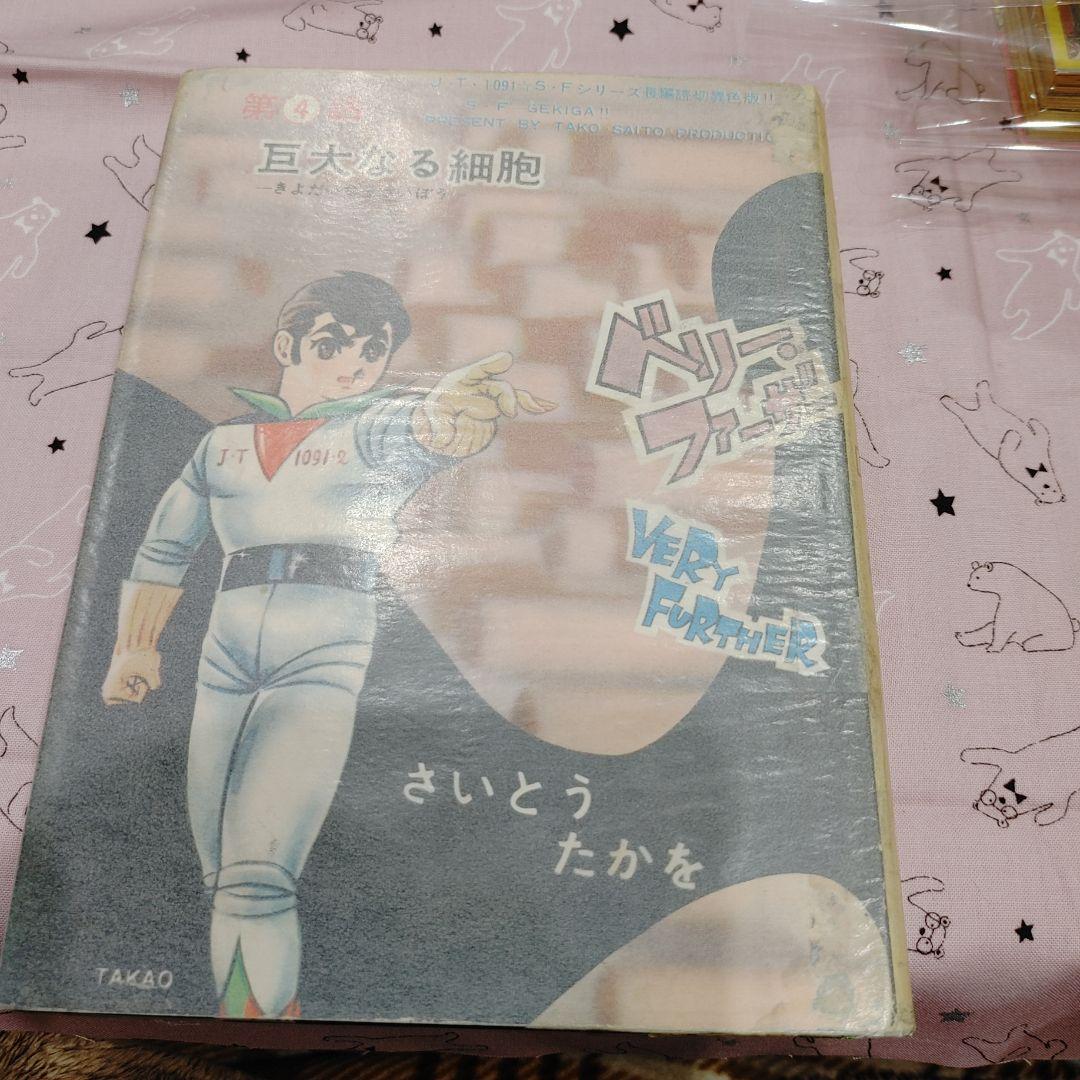 J・T・1091 S・Fシリーズ長編読切異色版!!
S・F GEKIGA!!
PRESENT BY TAKO SAITO PRODUCTIO
第4話
巨大なる細胞
ベリー・
ファーザー
VERY
FURTHER
J・T 1091-2
さいとう
たかを
TAKAO